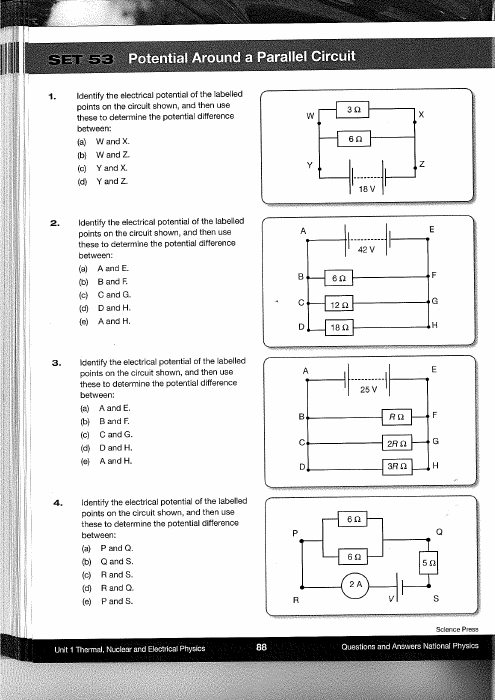 SET 53 Potential Around a Parallel Circuit
1. Identify the electrical potential of the labelled
points on the circuit shown, and then use
these to determine the potential difference
between:
(a) W and X.
(b) W and Z.
(c) Y and X.
(d) Y and Z.
W
3 Ω
X
6 Ω
Y
Z
18 V
2. Identify the electrical potential of the labelled
points on the circuit shown, and then use
these to determine the potential difference
between:
(a) A and E.
(b) B and F.
(c) C and G.
(d) D and H.
(e) A and H.
A
E
42 V
B
6 Ω
F
C
12 Ω
G
D
18 Ω
H
3. Identify the electrical potential of the labelled
points on the circuit shown, and then use
these to determine the potential difference
between:
(a) A and E.
(b) B and F.
(c) C and G.
(d) D and H.
(e) A and H.
A
E
25 V
B
R Ω
F
C
2R Ω
G
D
3R Ω
H
4. Identify the electrical potential of the labelled
points on the circuit shown, and then use
these to determine the potential difference
between:
(a) P and Q.
(b) Q and S.
(c) R and S.
(d) R and Q.
(e) P and S.
6 Ω
P
Q
6 Ω
5 Ω
2 A
R
V
S
Science Press
Unit 1 Thermal, Nuclear and Electrical Physics 88 Questions and Answers National Physics